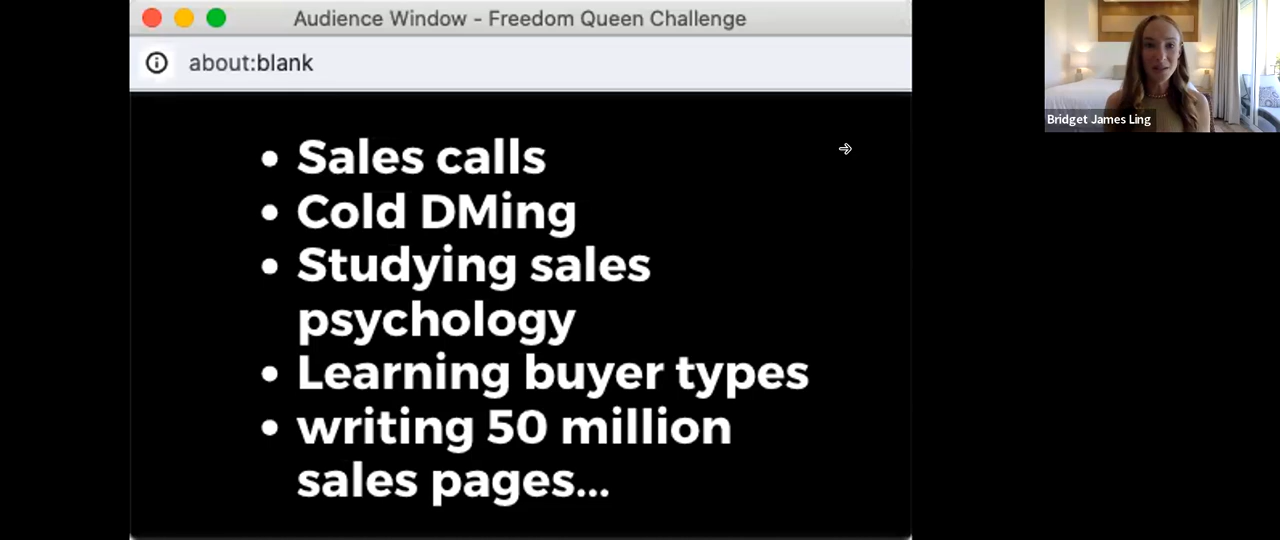 Audience Window - Freedom Queen Challenge
about:blank
Bridget James Ling
• Sales calls
• Cold DMing
• Studying sales
psychology
• Learning buyer types
• writing 50 million
sales pages...